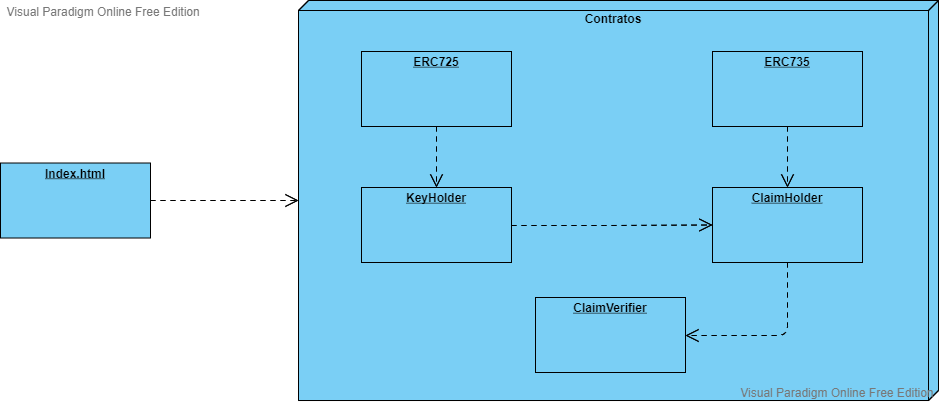 Visual Paradigm Online Free Edition
Contratos
ERC725
ERC735
Index.html
KeyHolder
ClaimHolder
ClaimVerifier
Visual Paradigm Online Free Edition